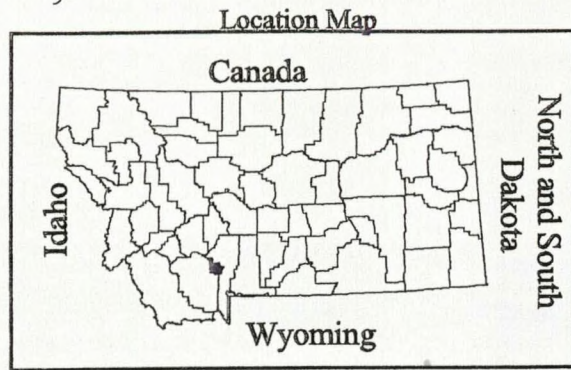 Location Map
Canada
Idaho
North and South
Dakota
Wyoming